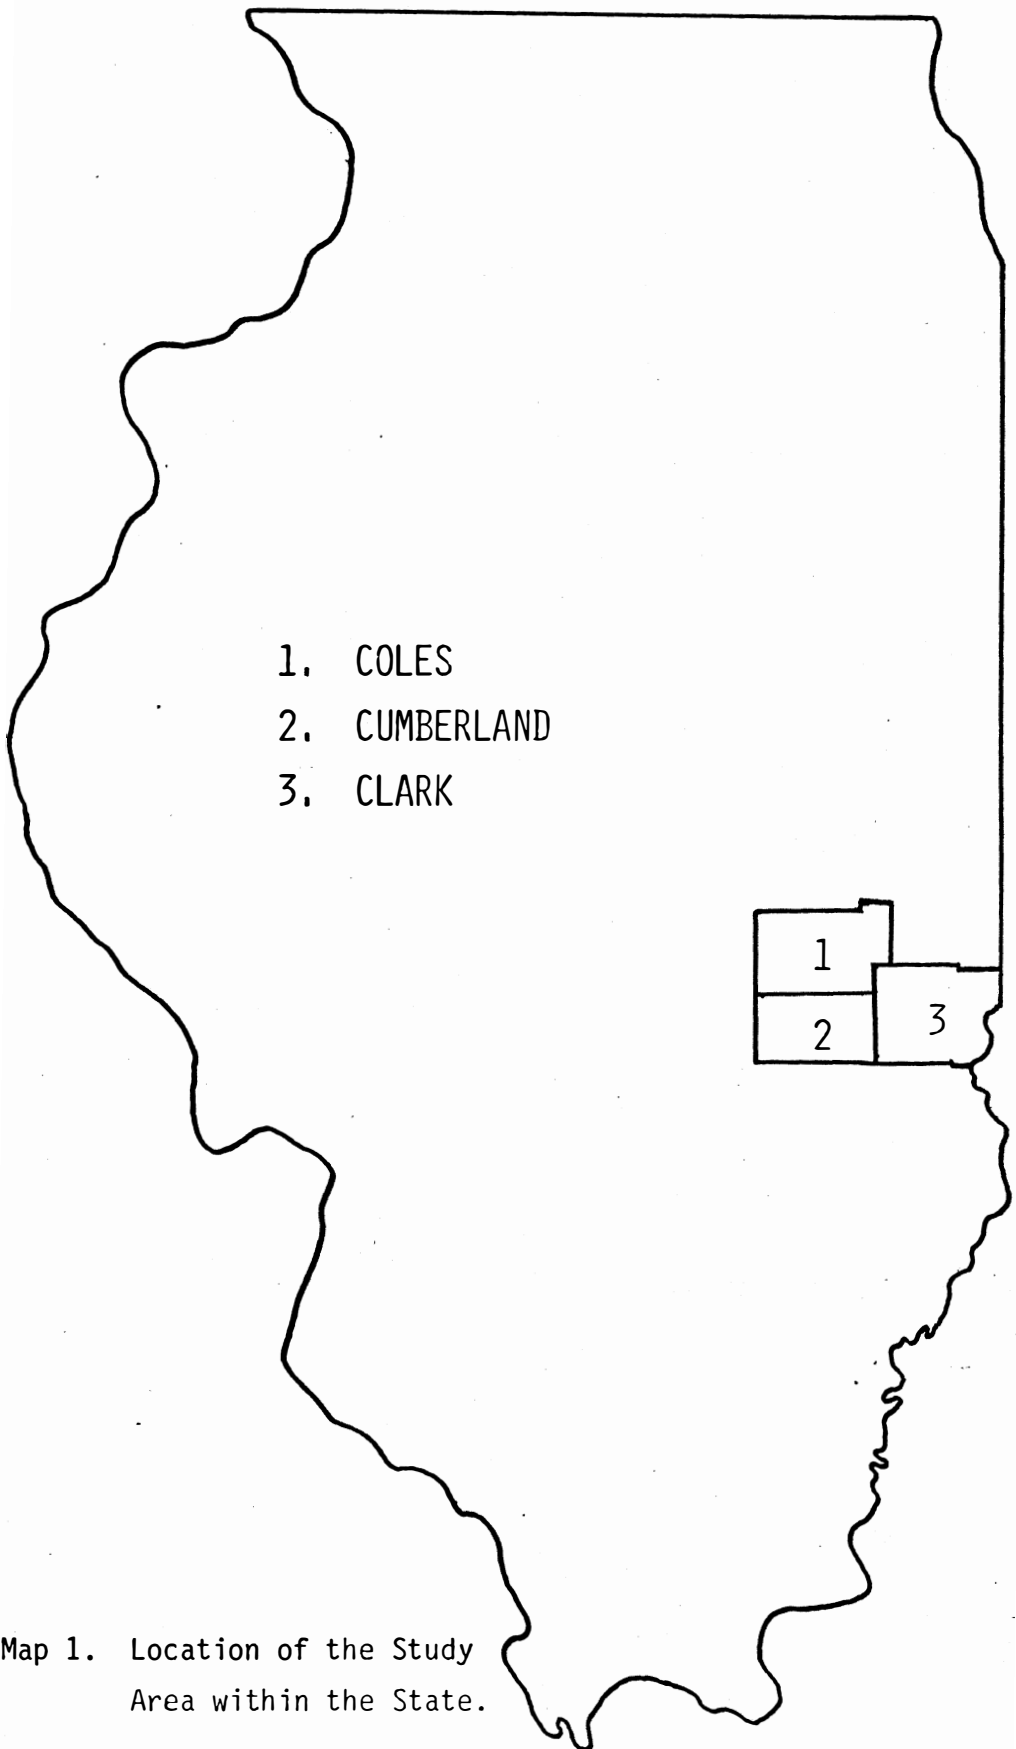 1. COLES
2. CUMBERLAND
3. CLARK
1
2
3
Map 1. Location of the Study
Area within the State.